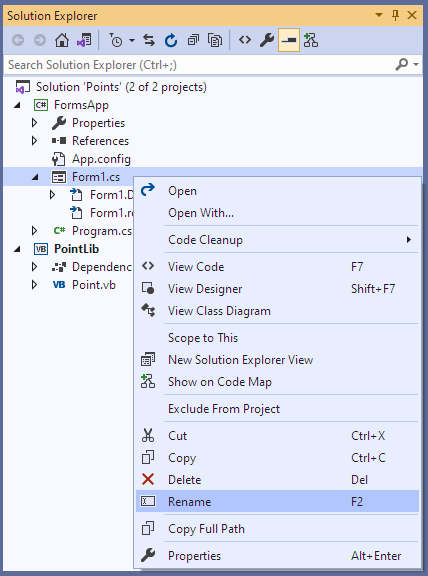 Solution Explorer
Search Solution Explorer (Ctrl+;)
Solution 'Points' (2 of 2 projects)
C# FormsApp
Properties
References
App.config
Form1.cs
Form1.D
Form1.re
C# Program.cs
VB PointLib
Dependenc
VB Point.vb
Open
Open With...
Code Cleanup
View Code F7
View Designer Shift+F7
View Class Diagram
Scope to This
New Solution Explorer View
Show on Code Map
Exclude From Project
Cut Ctrl+X
Copy Ctrl+C
Delete Del
Rename F2
Copy Full Path
Properties Alt+Enter